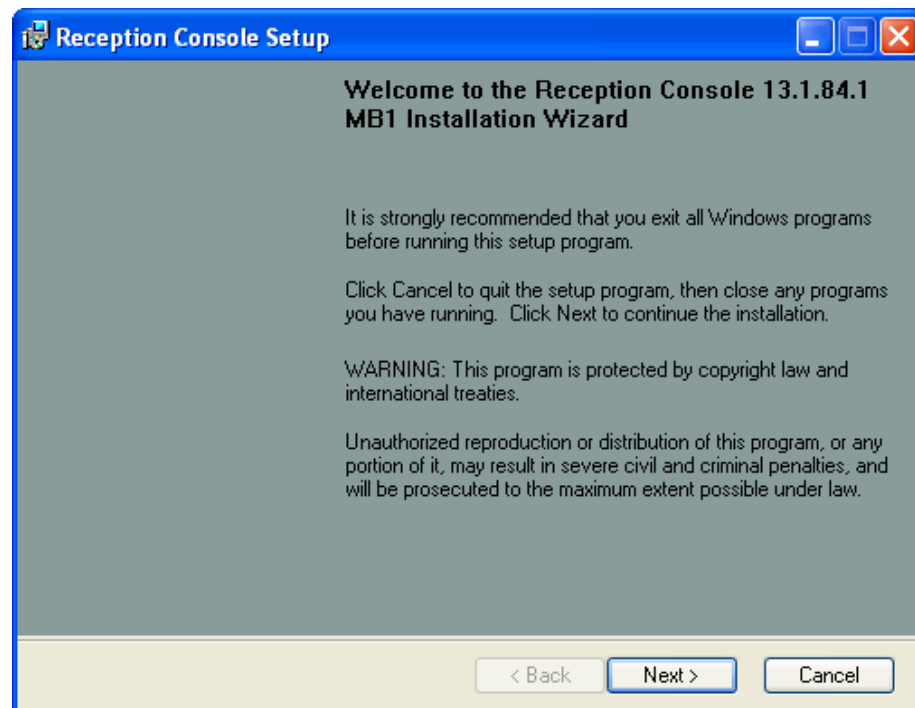 Reception Console Setup
Welcome to the Reception Console 13.1.84.1
MB1 Installation Wizard
It is strongly recommended that you exit all Windows programs
before running this setup program.
Click Cancel to quit the setup program, then close any programs
you have running.  Click Next to continue the installation.
WARNING: This program is protected by copyright law and
international treaties.
Unauthorized reproduction or distribution of this program, or any
portion of it, may result in severe civil and criminal penalties, and
will be prosecuted to the maximum extent possible under law.
< Back Next > Cancel